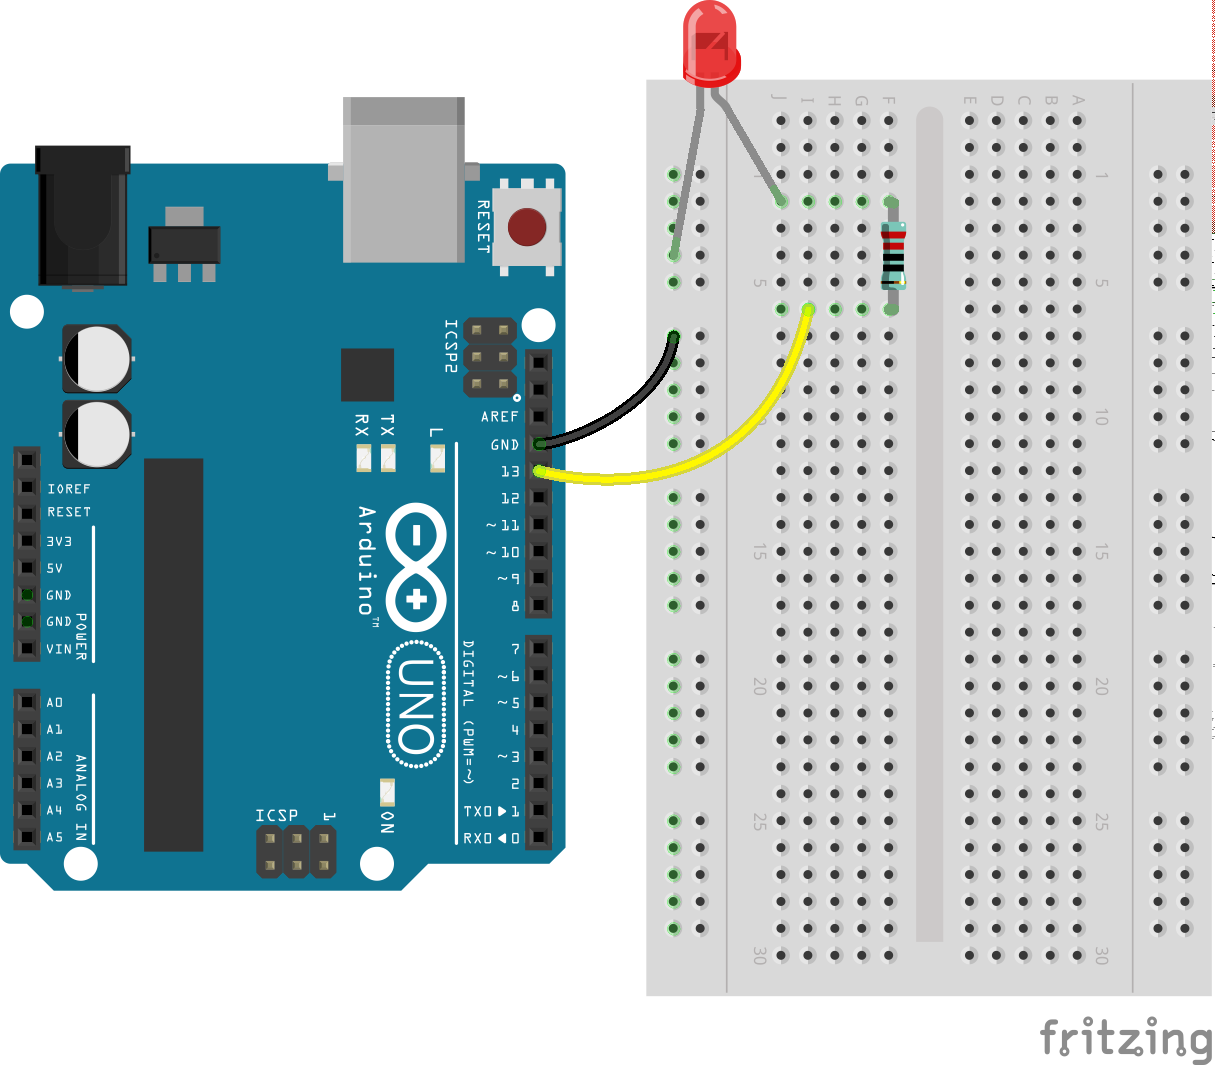 RESET
ICSP2
AREF
GND
13
12
~11
~10
~9
8
7
~6
~5
4
~3
2
TX0▶1
RX0◀0
RX
TX
L
Arduino™
UNO
DIGITAL (PWM=~)
IOREF
RESET
3V3
5V
GND
GND
VIN
POWER
A0
A1
A2
A3
A4
A5
ANALOG IN
ICSP
1
ON
J I H G F E D C B A
1 1
5 5
10 10
15 15
20 20
25 25
30 30
fritzing